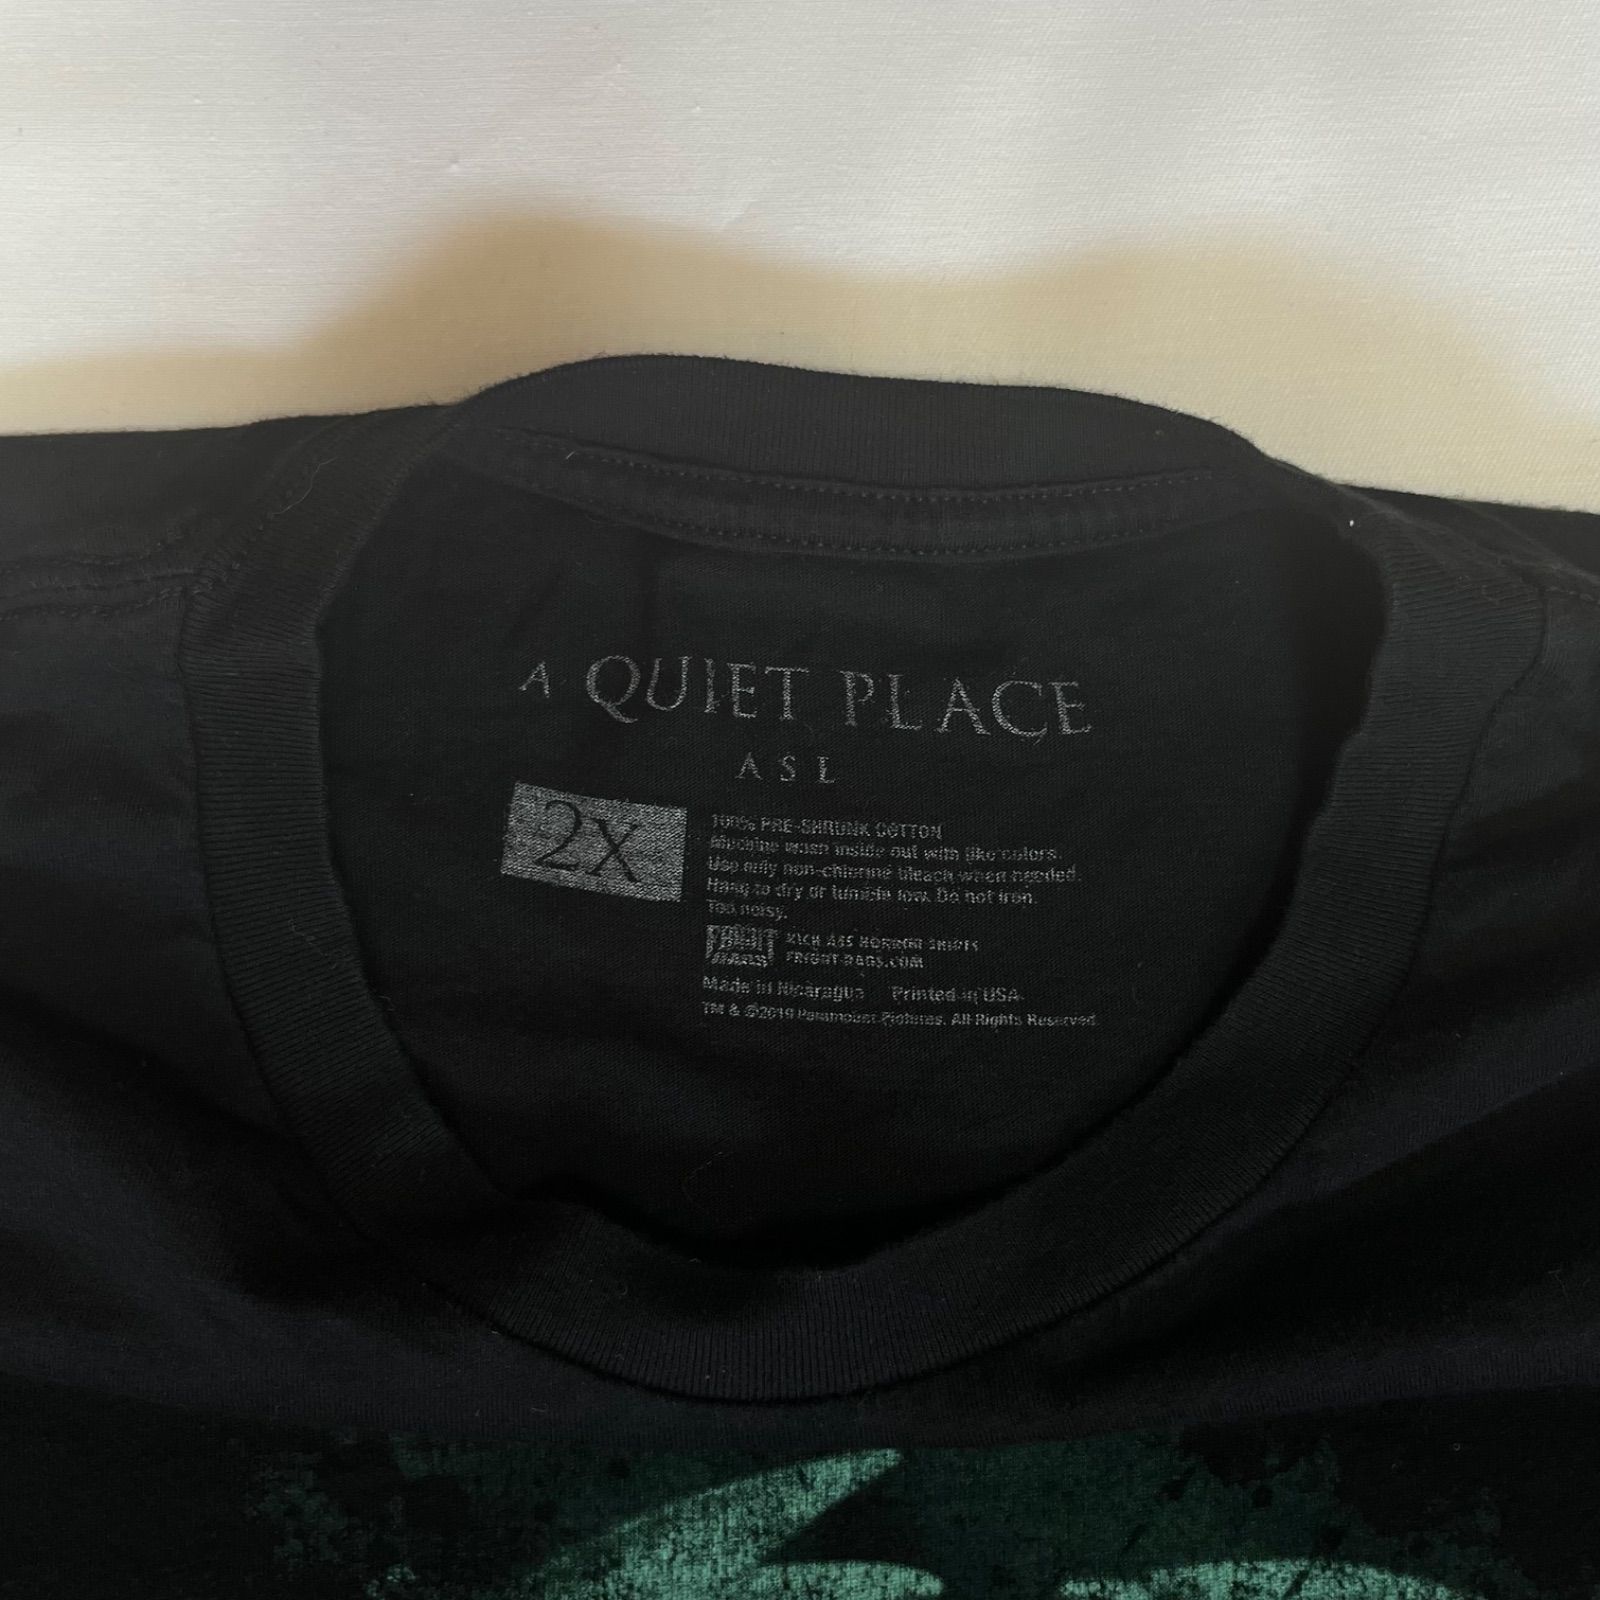 A QUIET PLACE
ASL
2X
100% PRE-SHRUNK COTTON
Machine wash inside out with like colors.
Use only non-chlorine bleach when needed.
Hang to dry or tumble low. Do not iron.
Too noisy.
FRIGHT RAGS
KICK ASS HORROR SHIRTS
FRIGHT-RAGS.COM
Made in Nicaragua Printed in USA
TM & ©2019 Paramount Pictures. All Rights Reserved.